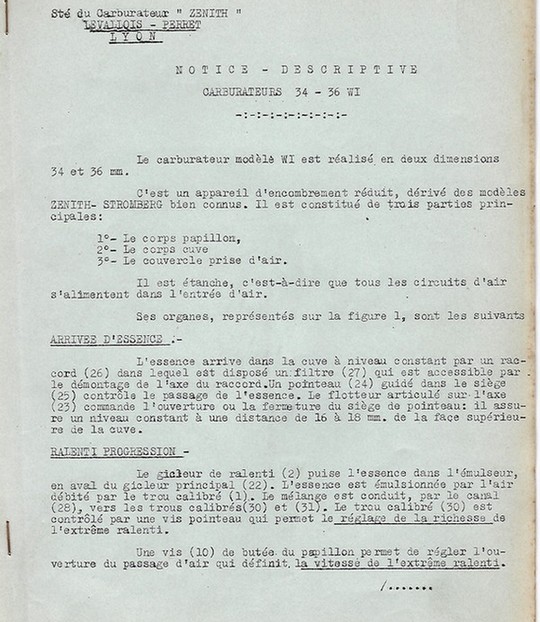 Sté du Carburateur " ZENITH "
LEVALLOIS - PERRET
L Y O N
N O T I C E - D E S C R I P T I V E
CARBURATEURS 34 - 36 WI
-:-:-:-:-:-:-:-
Le carburateur modèle WI est réalisé en deux dimensions
34 et 36 mm.
C'est un appareil d'encombrement réduit, dérivé des modèles
ZENITH- STROMBERG bien connus. Il est constitué de trois parties prin-
cipales:
1°- Le corps papillon,
2°- Le corps cuve
3°- Le couvercle prise d'air.
Il est étanche, c'est-à-dire que tous les circuits d'air
s'alimentent dans l'entrée d'air.
Ses organes, représentés sur la figure 1, sont les suivants
ARRIVEE D'ESSENCE .-
L'essence arrive dans la cuve à niveau constant par un rac-
cord (26) dans lequel est disposé un filtre (27) qui est accessible par
le démontage de l'axe du raccord.Un pointeau (24) guidé dans le siège
(25) contrôle le passage de l'essence. Le flotteur articulé sur l'axe
(23) commande l'ouverture ou la fermeture du siège de pointeau: il assu-
re un niveau constant à une distance de 16 à 18 mm. de la façe supérieu-
re de la cuve.
RALENTI PROGRESSION -
Le gicleur de ralenti (2) puise l'essence dans l'émulseur,
en aval du gicleur principal (22). L'essence est émulsionnée par l'air
débité par le trou calibré (1). Le mélange est conduit, par le canal
(28), vers les trous calibrés(30) et (31). Le trou calibré (30) est
contrôlé par une vis pointeau qui permet le réglage de la richesse de
l'extrême ralenti.
Une vis (10) de butée du papillon permet de régler l'ou-
verture du passage d'air qui définit la vitesse de l'extrême ralenti.
/.......